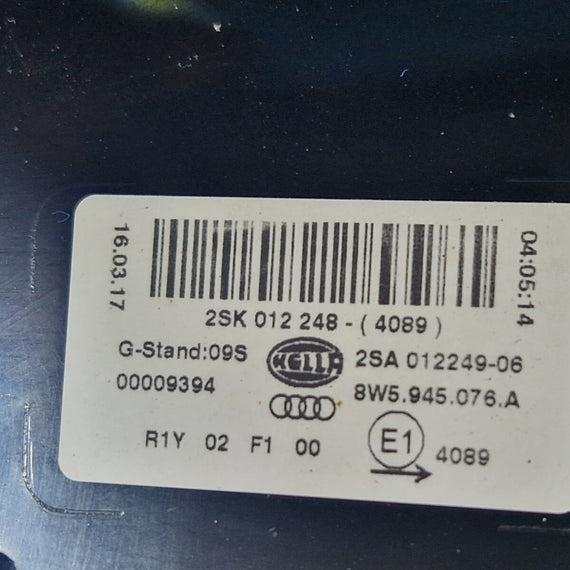 16.03.17
04:05:14
2SK 012 248 - ( 4089 )
G-Stand:09S
HELLA
2SA 012249-06
00009394
8W5.945.076.A
R1Y 02 F1 00
E1
4089